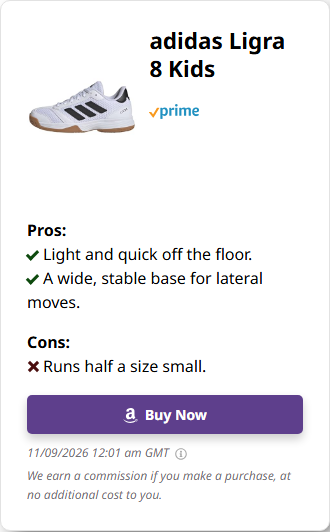 adidas Ligra
8 Kids
prime
Pros:
Light and quick off the floor.
A wide, stable base for lateral
moves.
Cons:
Runs half a size small.
Buy Now
11/09/2026 12:01 am GMT
We earn a commission if you make a purchase, at
no additional cost to you.